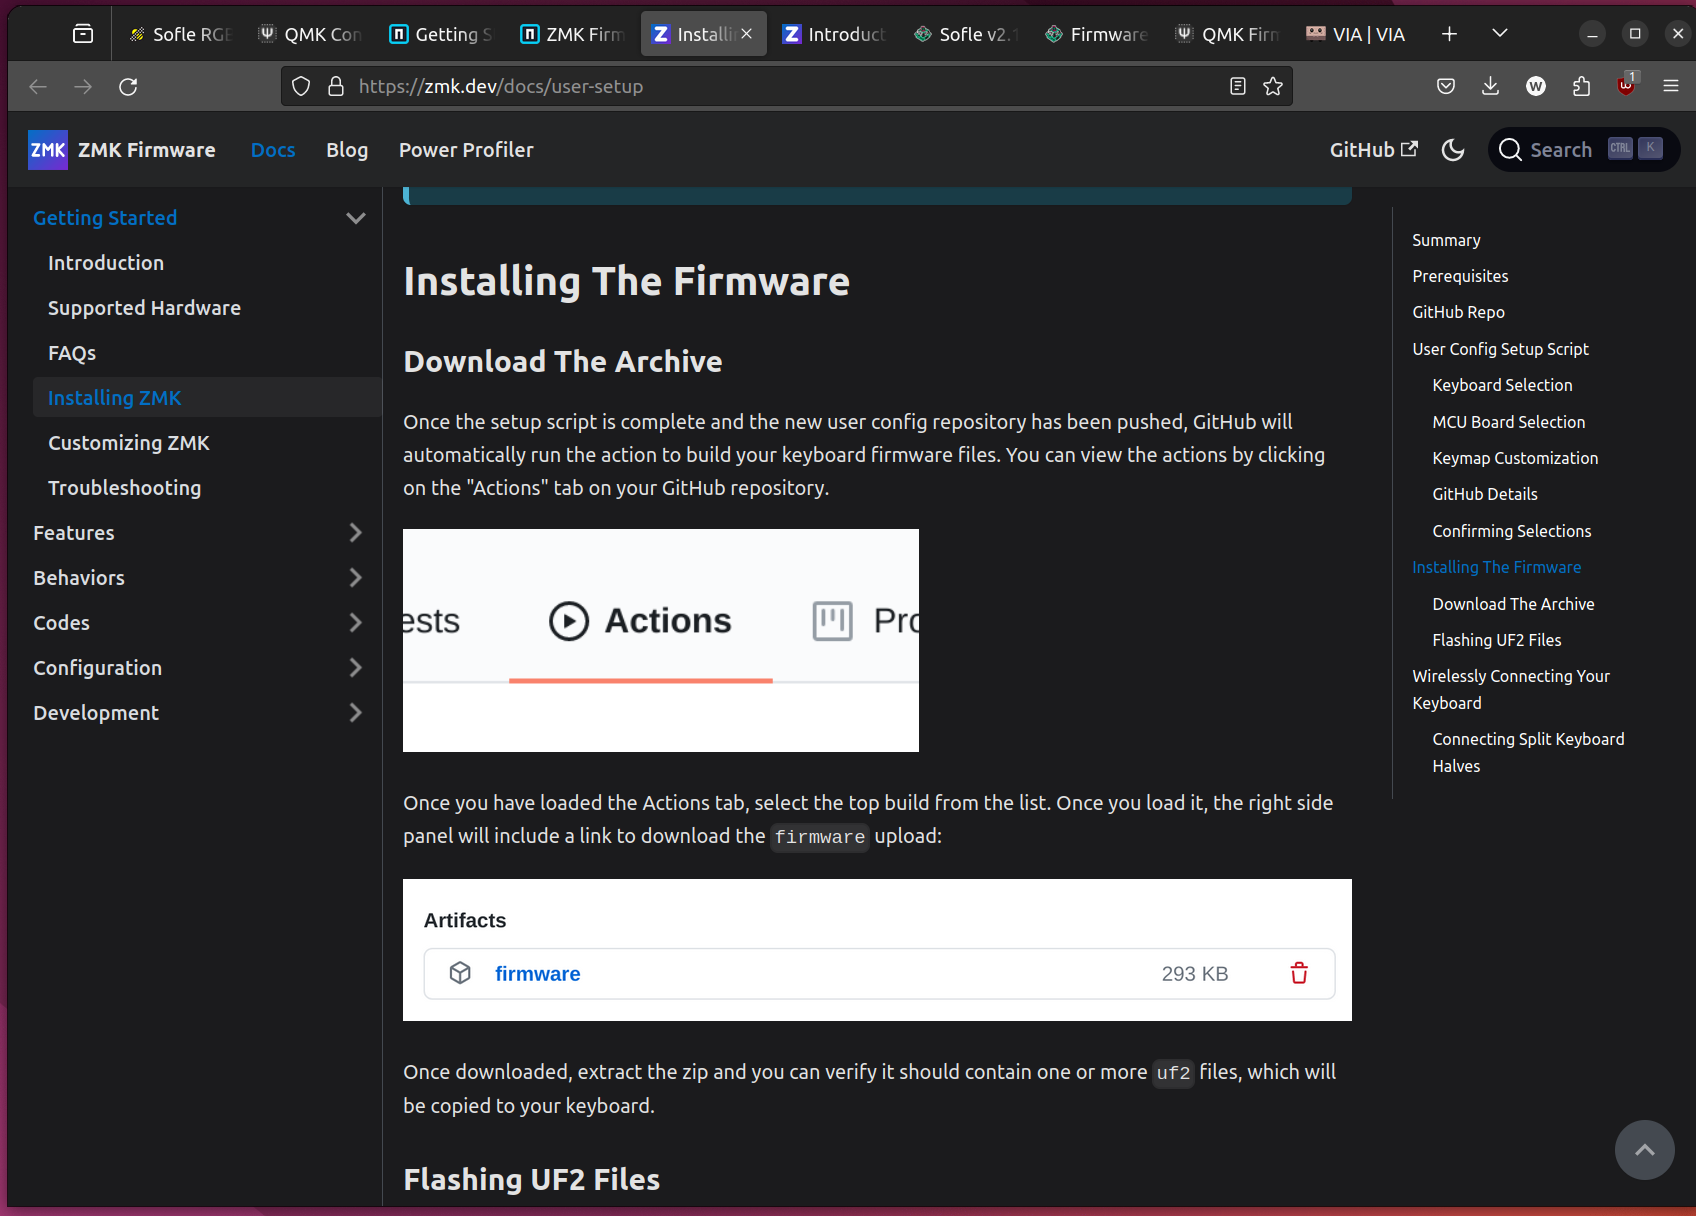 Sofle RGB
QMK Con
Getting S
ZMK Firm
Installi
Introduct
Sofle v2.1
Firmware
QMK Firm
VIA | VIA
https://zmk.dev/docs/user-setup
W
1
ZMK
ZMK Firmware
Docs
Blog
Power Profiler
GitHub
Search
CTRL
K
Getting Started
Introduction
Supported Hardware
FAQs
Installing ZMK
Customizing ZMK
Troubleshooting
Features
Behaviors
Codes
Configuration
Development
Installing The Firmware
Download The Archive
Once the setup script is complete and the new user config repository has been pushed, GitHub will
automatically run the action to build your keyboard firmware files. You can view the actions by clicking
on the "Actions" tab on your GitHub repository.
ests
Actions
Pro
Once you have loaded the Actions tab, select the top build from the list. Once you load it, the right side
panel will include a link to download the firmware upload:
Artifacts
firmware
293 KB
Once downloaded, extract the zip and you can verify it should contain one or more uf2 files, which will
be copied to your keyboard.
Flashing UF2 Files
Summary
Prerequisites
GitHub Repo
User Config Setup Script
Keyboard Selection
MCU Board Selection
Keymap Customization
GitHub Details
Confirming Selections
Installing The Firmware
Download The Archive
Flashing UF2 Files
Wirelessly Connecting Your
Keyboard
Connecting Split Keyboard
Halves